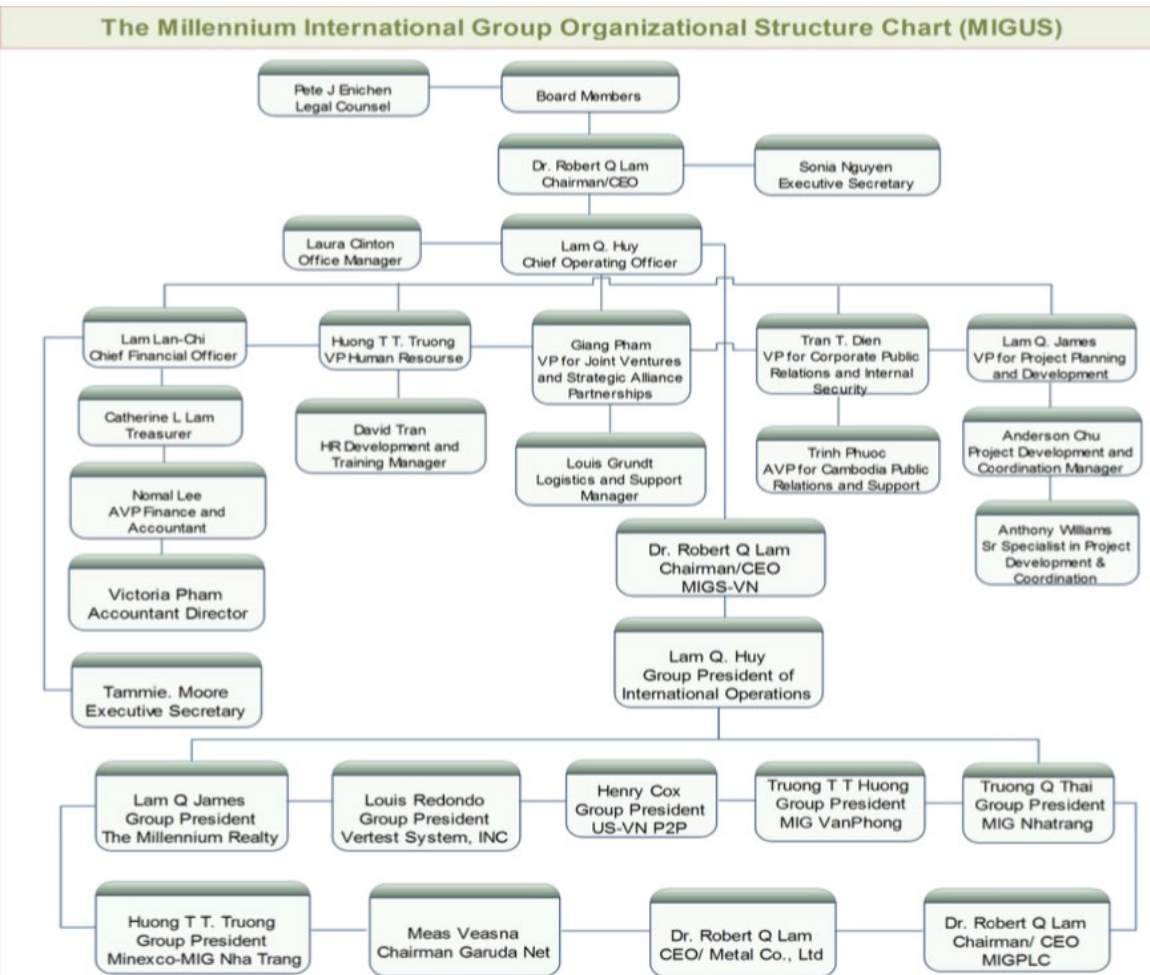 The Millennium International Group Organizational Structure Chart (MIGUS)
Pete J Enichen
Legal Counsel
Board Members
Dr. Robert Q Lam
Chairman/CEO
Sonia Nguyen
Executive Secretary
Laura Clinton
Office Manager
Lam Q. Huy
Chief Operating Officer
Lam Lan-Chi
Chief Financial Officer
Huong T T. Truong
VP Human Resourse
Giang Pham
VP for Joint Ventures
and Strategic Alliance
Partnerships
Tran T. Dien
VP for Corporate Public
Relations and Internal
Security
Lam Q. James
VP for Project Planning
and Development
Catherine L Lam
Treasurer
David Tran
HR Development and
Training Manager
Louis Grundt
Logistics and Support
Manager
Trinh Phuoc
AVP for Cambodia Public
Relations and Support
Anderson Chu
Project Development and
Coordination Manager
Nomal Lee
AVP Finance and
Accountant
Anthony Williams
Sr Specialist in Project
Development &
Coordination
Victoria Pham
Accountant Director
Dr. Robert Q Lam
Chairman/CEO
MIGS-VN
Tammie. Moore
Executive Secretary
Lam Q. Huy
Group President of
International Operations
Lam Q James
Group President
The Millennium Realty
Louis Redondo
Group President
Vertest System, INC
Henry Cox
Group President
US-VN P2P
Truong T T Huong
Group President
MIG VanPhong
Truong Q Thai
Group President
MIG Nhatrang
Huong T T. Truong
Group President
Minexco-MIG Nha Trang
Meas Veasna
Chairman Garuda Net
Dr. Robert Q Lam
CEO/ Metal Co., Ltd
Dr. Robert Q Lam
Chairman/ CEO
MIGPLC